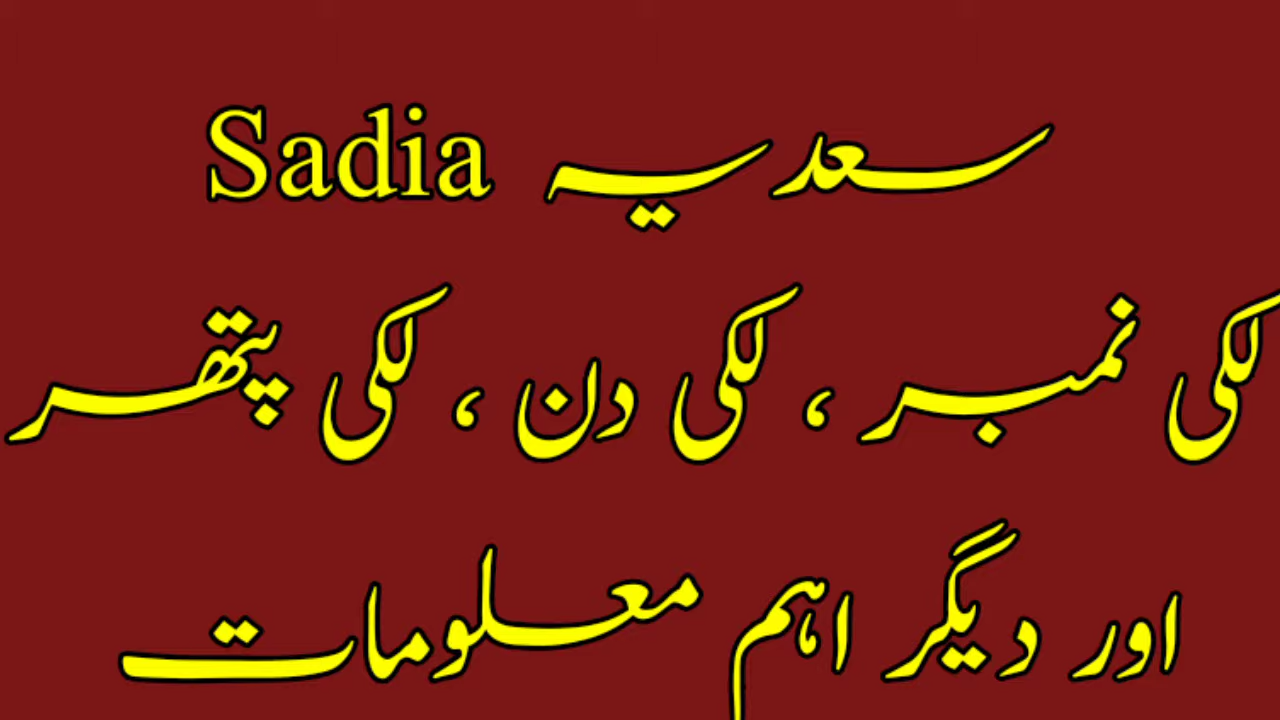 سعدیہ Sadia
لکی نمبر ، لکی دن ، لکی پتھر
اور دیگر اہم معلومات